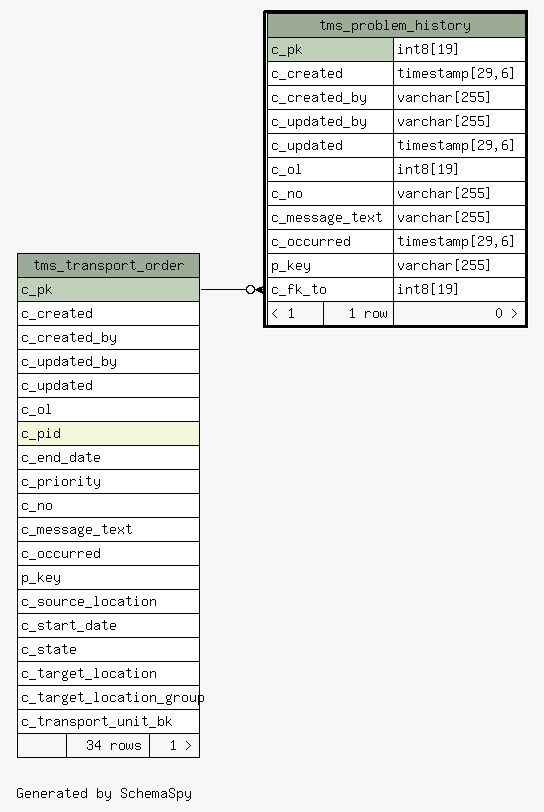 tms_problem_history
c_pk int8[19]
c_created timestamp[29,6]
c_created_by varchar[255]
c_updated_by varchar[255]
c_updated timestamp[29,6]
c_ol int8[19]
c_no varchar[255]
c_message_text varchar[255]
c_occurred timestamp[29,6]
p_key varchar[255]
c_fk_to int8[19]
< 1 1 row 0 >
tms_transport_order
c_pk
c_created
c_created_by
c_updated_by
c_updated
c_ol
c_pid
c_end_date
c_priority
c_no
c_message_text
c_occurred
p_key
c_source_location
c_start_date
c_state
c_target_location
c_target_location_group
c_transport_unit_bk
34 rows 1 >
Generated by SchemaSpy